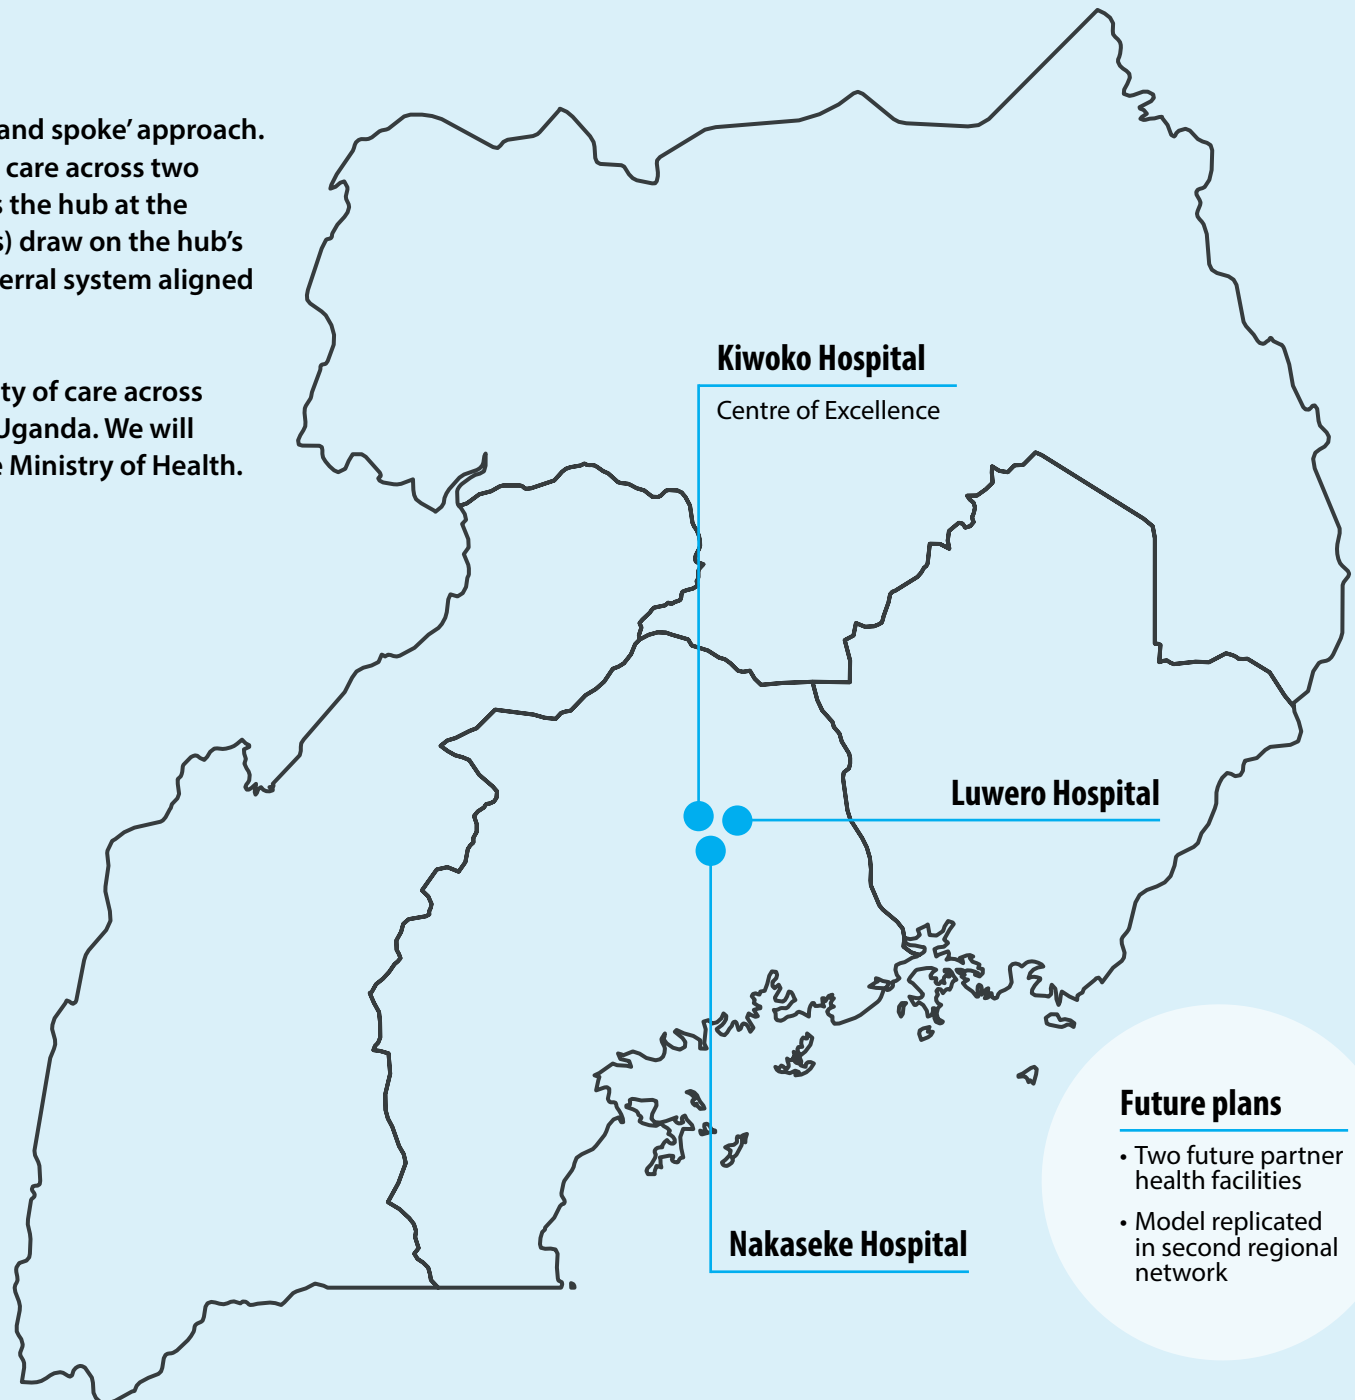 and spoke’ approach.
care across two
s the hub at the
s) draw on the hub’s
erral system aligned
ty of care across
Uganda. We will
e Ministry of Health.
Kiwoko Hospital
Centre of Excellence
Luwero Hospital
Nakaseke Hospital
Future plans
• Two future partner
health facilities
• Model replicated
in second regional
network